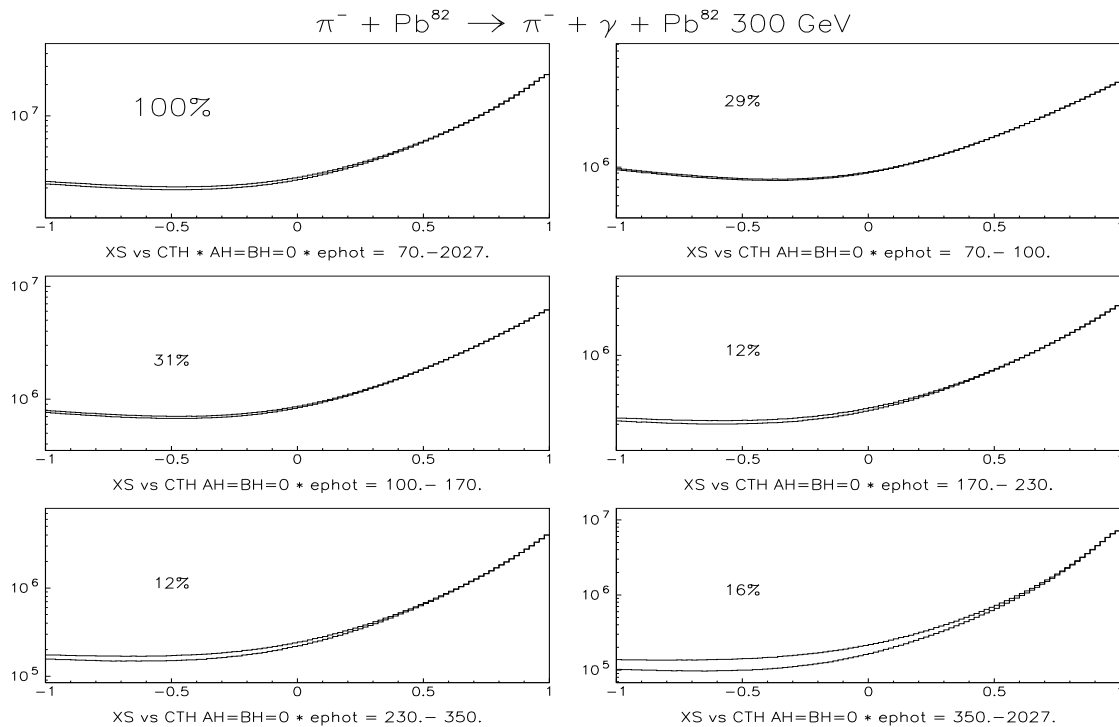 π⁻ + Pb⁸² → π⁻ + γ + Pb⁸² 300 GeV
10⁷
100%
−1 −0.5 0 0.5 1
XS vs CTH * AH=BH=0 * ephot = 70.−2027.
10⁶
29%
−1 −0.5 0 0.5 1
XS vs CTH AH=BH=0 * ephot = 70.− 100.
10⁷
31%
10⁶
−1 −0.5 0 0.5 1
XS vs CTH AH=BH=0 * ephot = 100.− 170.
12%
10⁶
−1 −0.5 0 0.5 1
XS vs CTH AH=BH=0 * ephot = 170.− 230.
10⁶
12%
10⁵
−1 −0.5 0 0.5 1
XS vs CTH AH=BH=0 * ephot = 230.− 350.
10⁷
10⁶
16%
10⁵
−1 −0.5 0 0.5 1
XS vs CTH AH=BH=0 * ephot = 350.−2027.